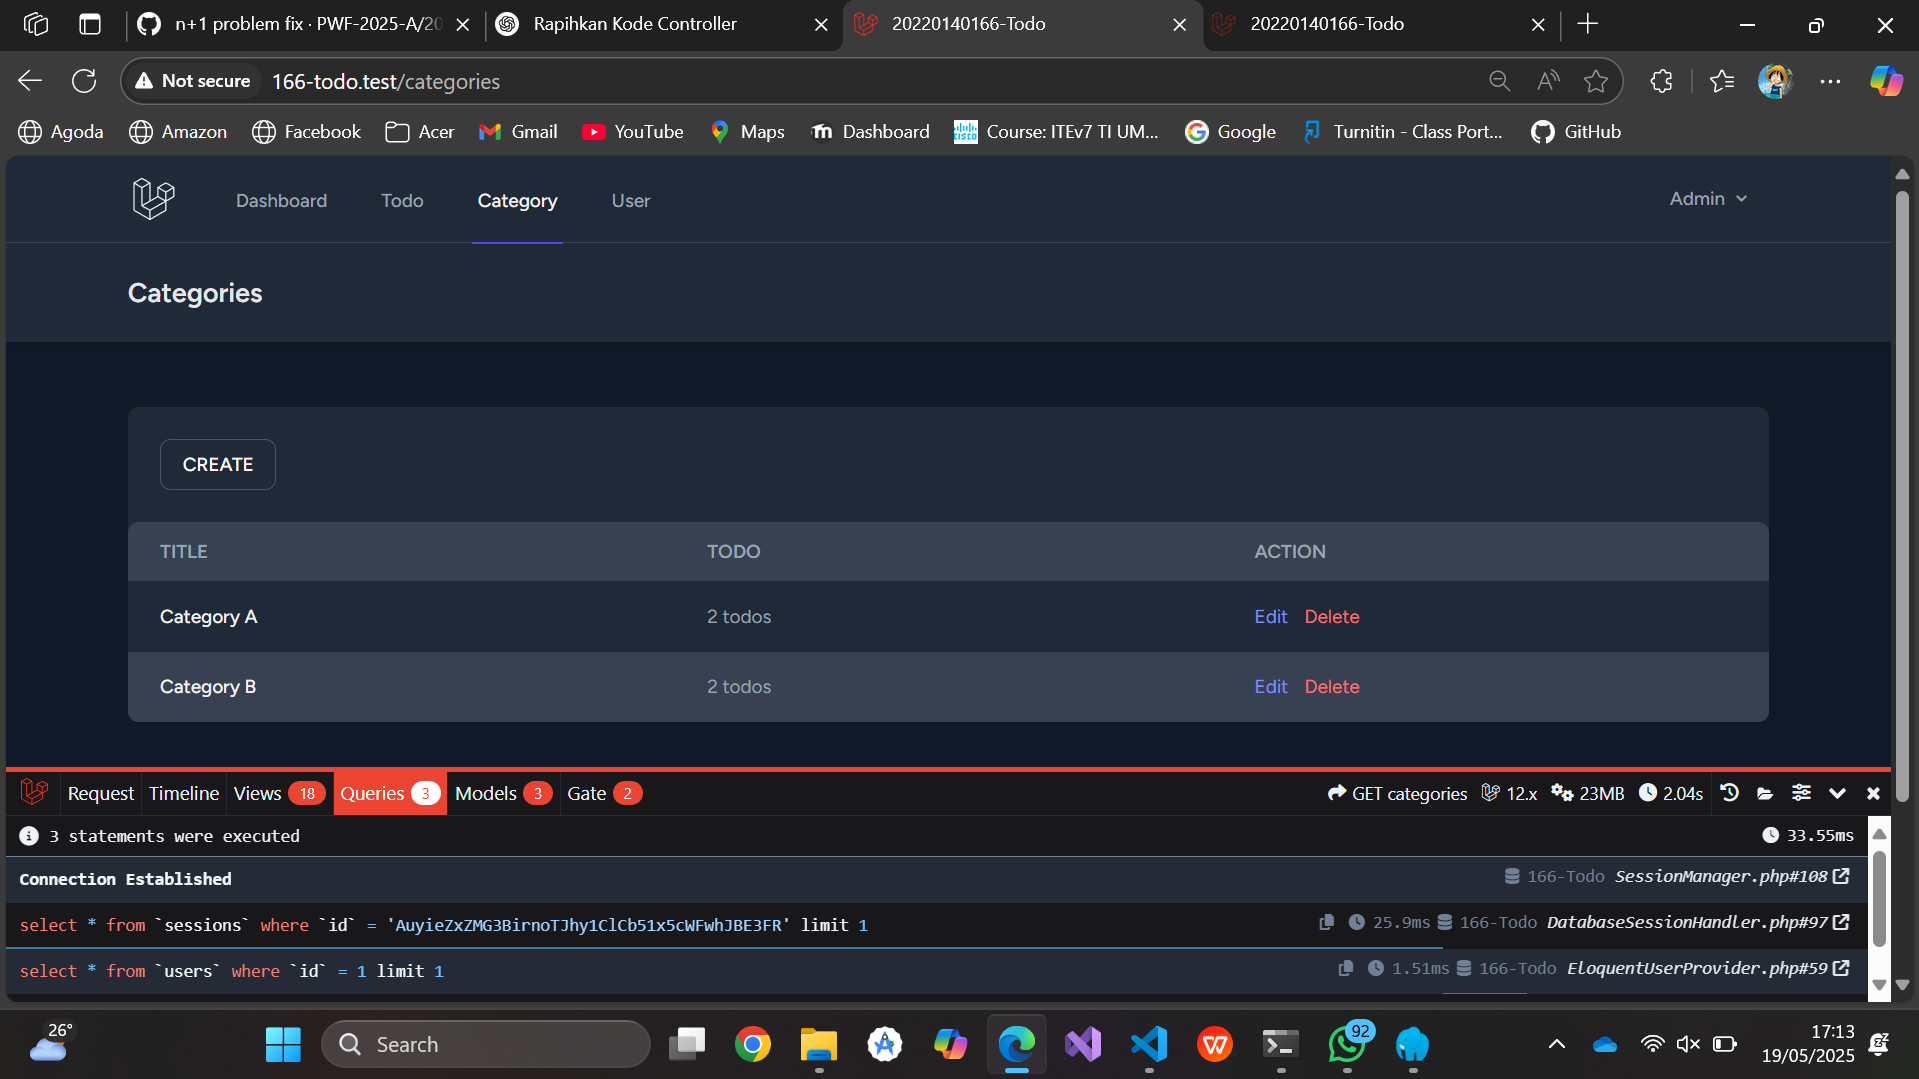 n+1 problem fix · PWF-2025-A/20
Rapihkan Kode Controller
20220140166-Todo
20220140166-Todo
Not secure
166-todo.test/categories
Agoda
Amazon
Facebook
Acer
Gmail
YouTube
Maps
Dashboard
Course: ITEv7 TI UM...
Google
Turnitin - Class Port...
GitHub
Dashboard
Todo
Category
User
Admin
Categories
CREATE
TITLE TODO ACTION
Category A 2 todos Edit Delete
Category B 2 todos Edit Delete
Request Timeline Views 18 Queries 3 Models 3 Gate 2 GET categories 12.x 23MB 2.04s
3 statements were executed 33.55ms
Connection Established 166-Todo SessionManager.php#108
select * from `sessions` where `id` = 'AuyieZxZMG3BirnoTJhy1ClCb51x5cWFwhJBE3FR' limit 1 25.9ms 166-Todo DatabaseSessionHandler.php#97
select * from `users` where `id` = 1 limit 1 1.51ms 166-Todo EloquentUserProvider.php#59
26°
Search
92
17:13
19/05/2025